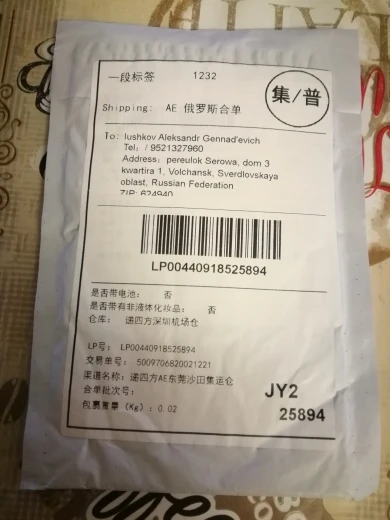 一段标签 1232
集/普
Shipping: AE 俄罗斯合单
To: Iushkov Aleksandr Gennad'evich
Tel: / 9521327960
Address: pereulok Serowa, dom 3
kwartira 1, Volchansk, Sverdlovskaya
oblast, Russian Federation
ZIP: 624940
LP00440918525894
是否带电池: 否
是否带有非液体化妆品: 否
仓库: 递四方深圳机场仓
LP号: LP00440918525894
交易单号: 5009706820021221
渠道名称: 递四方AE东莞沙田集运仓
合单批次号:
包裹重量 (Kg) : 0.02
JY2
25894